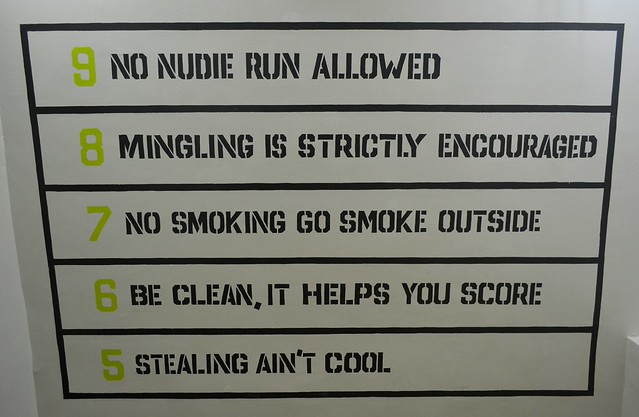 9 NO NUDIE RUN ALLOWED
8 MINGLING IS STRICTLY ENCOURAGED
7 NO SMOKING GO SMOKE OUTSIDE
6 BE CLEAN, IT HELPS YOU SCORE
5 STEALING AIN'T COOL